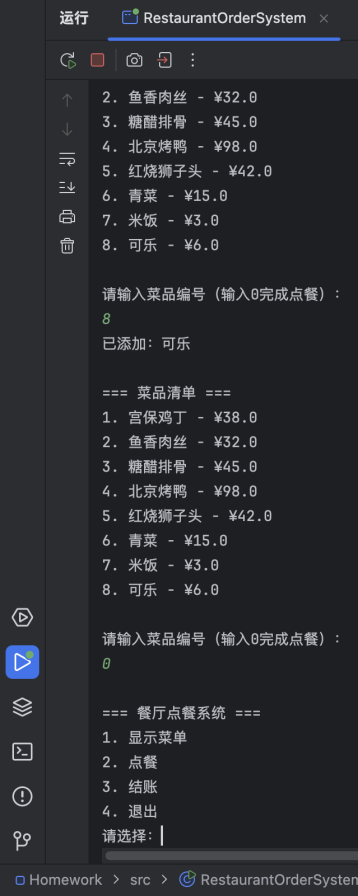 运行 RestaurantOrderSystem
2. 鱼香肉丝 - ¥32.0
3. 糖醋排骨 - ¥45.0
4. 北京烤鸭 - ¥98.0
5. 红烧狮子头 - ¥42.0
6. 青菜 - ¥15.0
7. 米饭 - ¥3.0
8. 可乐 - ¥6.0
请输入菜品编号（输入0完成点餐）：
8
已添加：可乐
=== 菜品清单 ===
1. 宫保鸡丁 - ¥38.0
2. 鱼香肉丝 - ¥32.0
3. 糖醋排骨 - ¥45.0
4. 北京烤鸭 - ¥98.0
5. 红烧狮子头 - ¥42.0
6. 青菜 - ¥15.0
7. 米饭 - ¥3.0
8. 可乐 - ¥6.0
请输入菜品编号（输入0完成点餐）：
0
=== 餐厅点餐系统 ===
1. 显示菜单
2. 点餐
3. 结账
4. 退出
请选择：
Homework > src > RestaurantOrderSystem